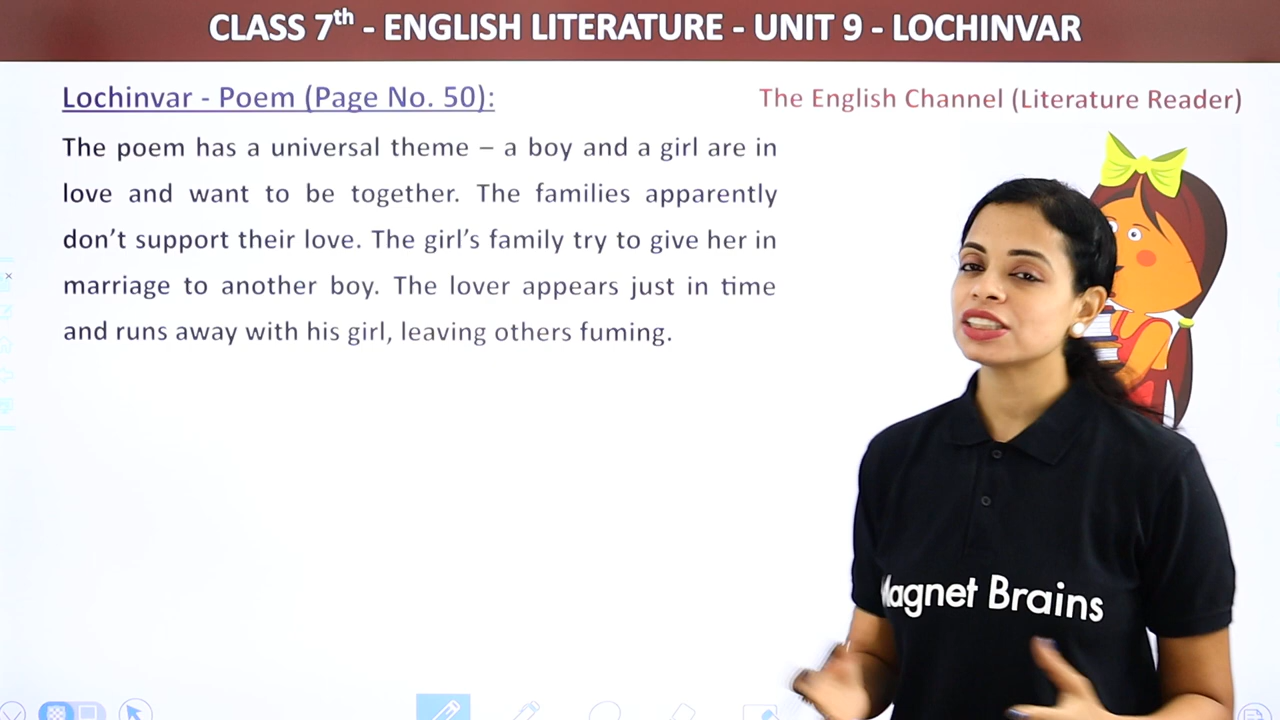 CLASS 7th - ENGLISH LITERATURE - UNIT 9 - LOCHINVAR
Lochinvar - Poem (Page No. 50):
The English Channel (Literature Reader)
The poem has a universal theme – a boy and a girl are in
love and want to be together. The families apparently
don’t support their love. The girl’s family try to give her in
marriage to another boy. The lover appears just in time
and runs away with his girl, leaving others fuming.
Magnet Brains